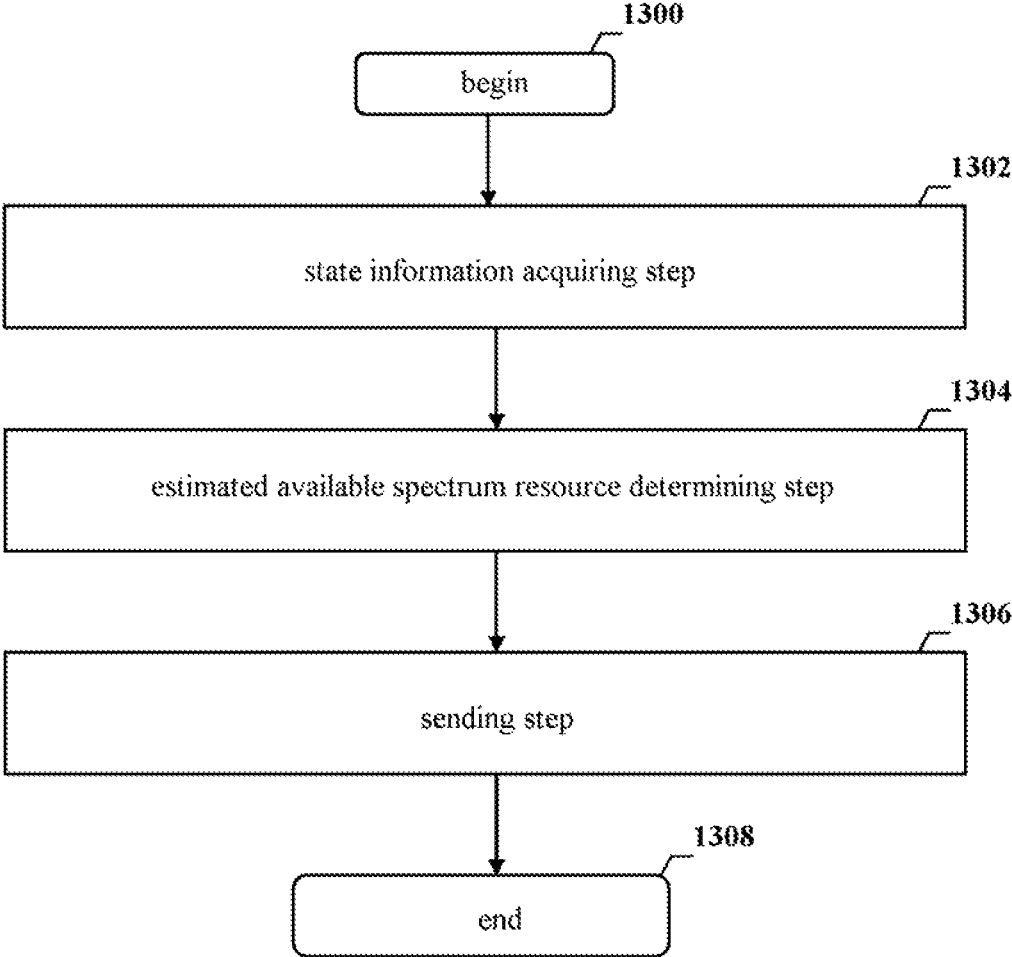 1300
begin
1302
state information acquiring step
1304
estimated available spectrum resource determining step
1306
sending step
1308
end